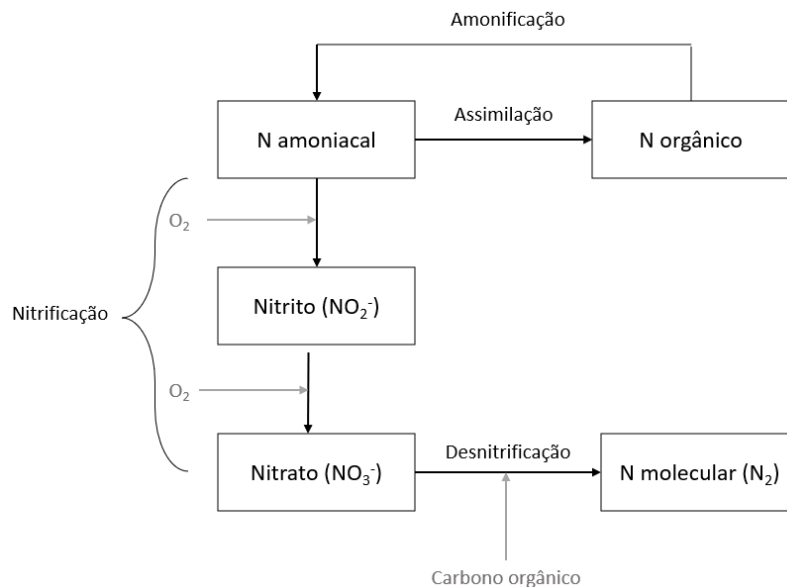 Amonificação
N amoniacal
Assimilação
N orgânico
O₂
Nitrito (NO₂⁻)
Nitrificação
O₂
Nitrato (NO₃⁻)
Desnitrificação
N molecular (N₂)
Carbono orgânico